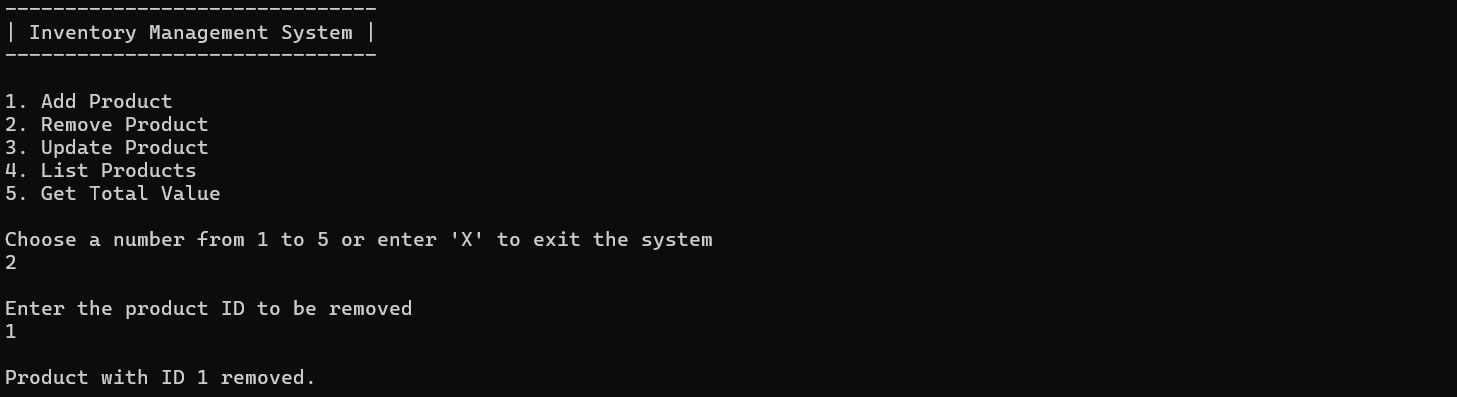 -------------------------------
| Inventory Management System |
-------------------------------
1. Add Product
2. Remove Product
3. Update Product
4. List Products
5. Get Total Value
Choose a number from 1 to 5 or enter 'X' to exit the system
2
Enter the product ID to be removed
1
Product with ID 1 removed.